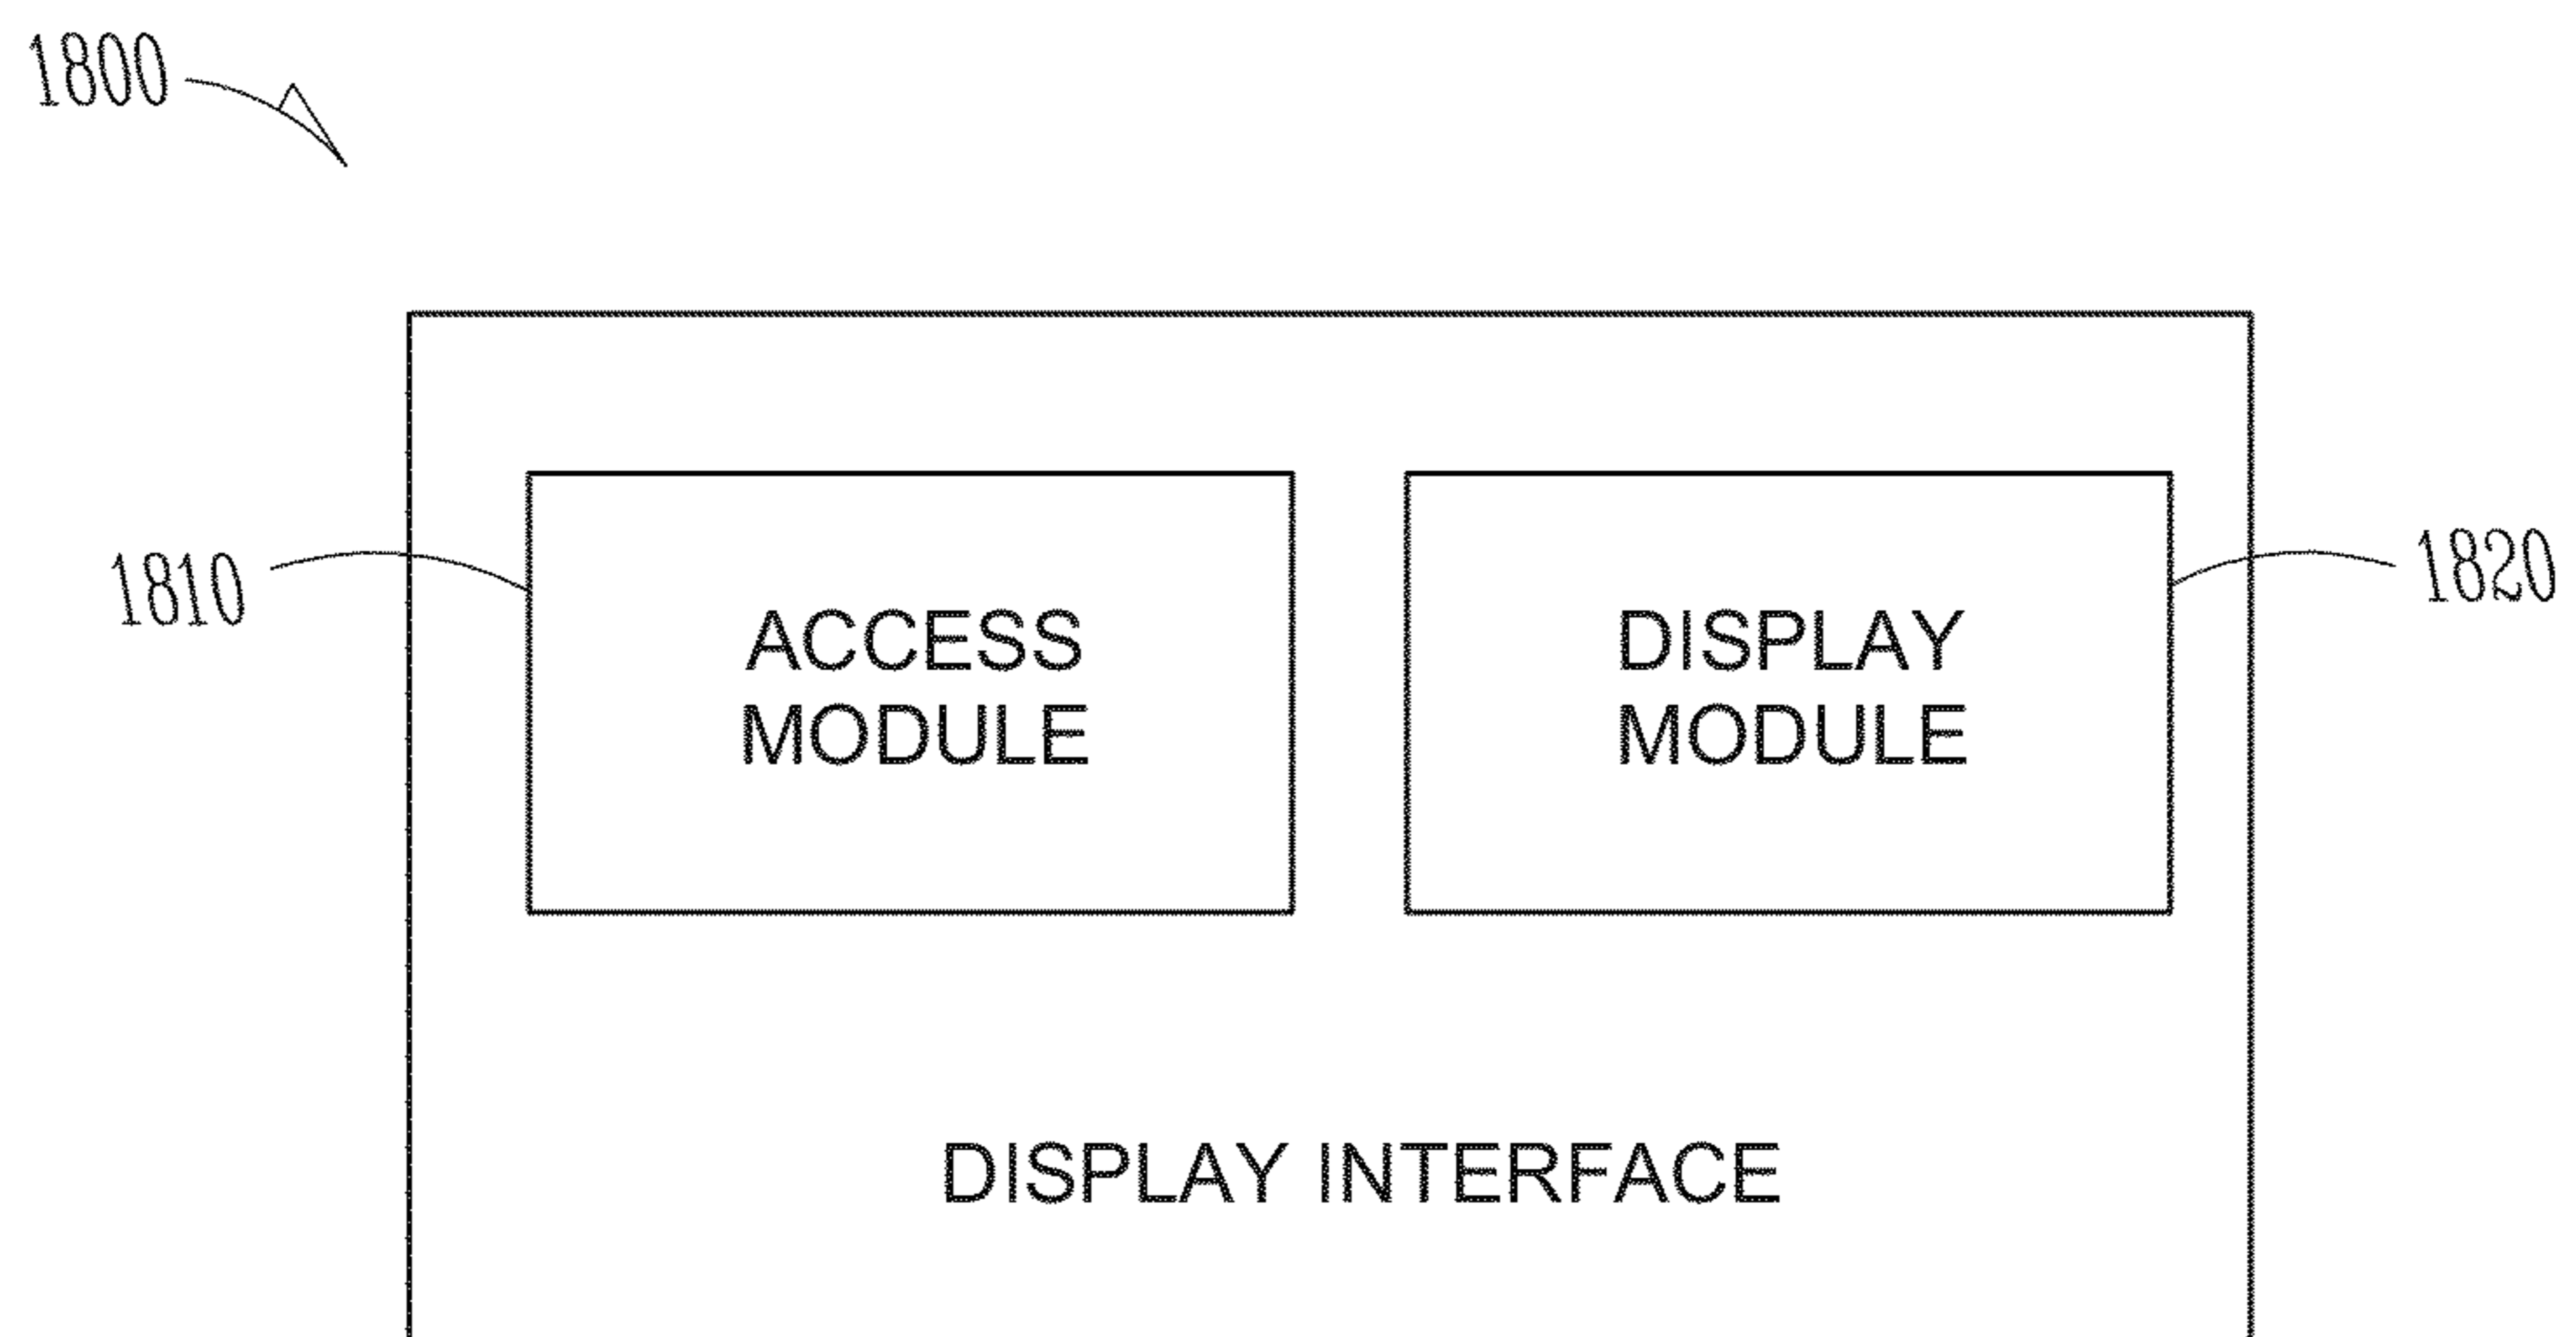 1800
1810
ACCESS
MODULE
DISPLAY
MODULE
1820
DISPLAY INTERFACE